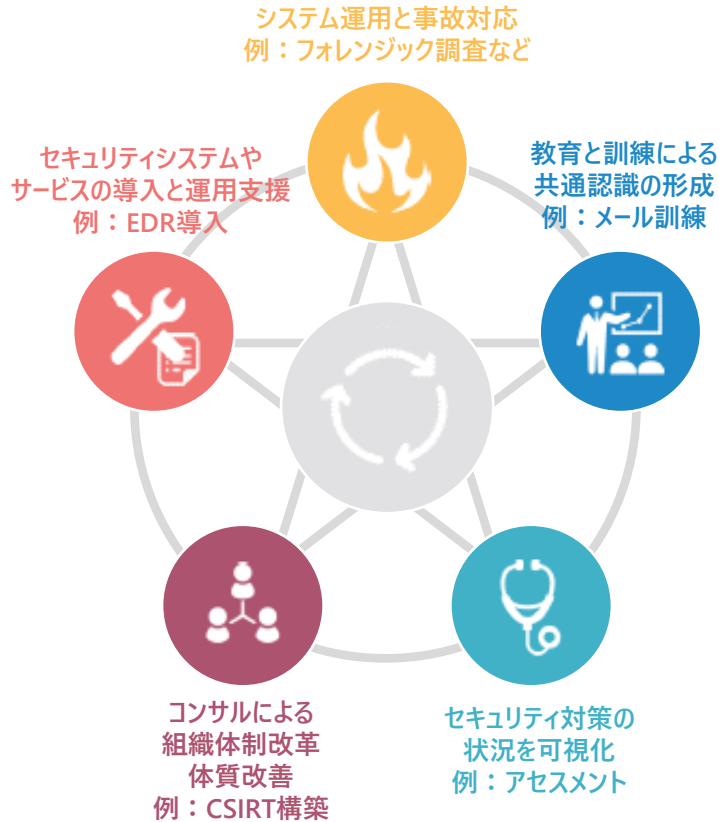 システム運用と事故対応
例：フォレンジック調査など
セキュリティシステムや
サービスの導入と運用支援
例：EDR導入
教育と訓練による
共通認識の形成
例：メール訓練
コンサルによる
組織体制改革
体質改善
例：CSIRT構築
セキュリティ対策の
状況を可視化
例：アセスメント